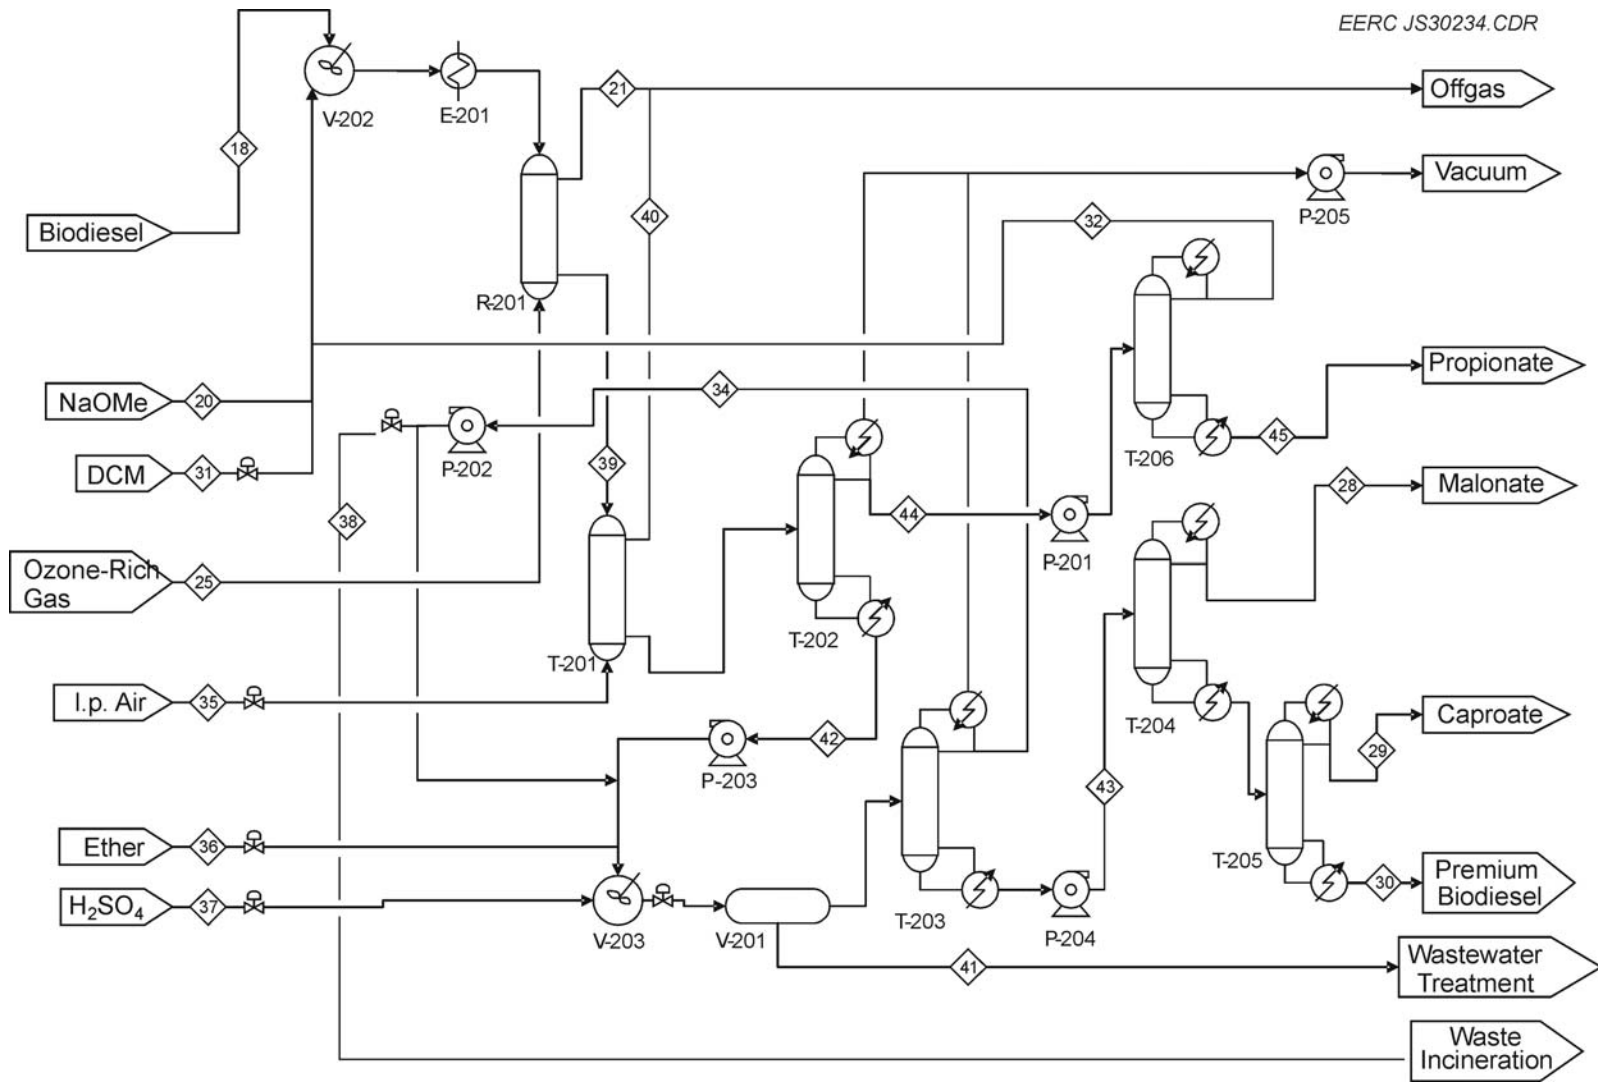 EERC JS30234.CDR
21
Offgas
V-202
E-201
18
Vacuum
P-205
40
32
Biodiesel
R-201
Propionate
34
NaOMe
20
P-202
45
T-206
39
DCM
31
Malonate
28
38
44
P-201
Ozone-Rich
Gas
25
T-202
T-201
I.p. Air
35
T-204
Caproate
42
29
P-203
43
Ether
36
T-205
Premium
Biodiesel
30
H2SO4
37
V-203
V-201
T-203
P-204
41
Wastewater
Treatment
Waste
Incineration